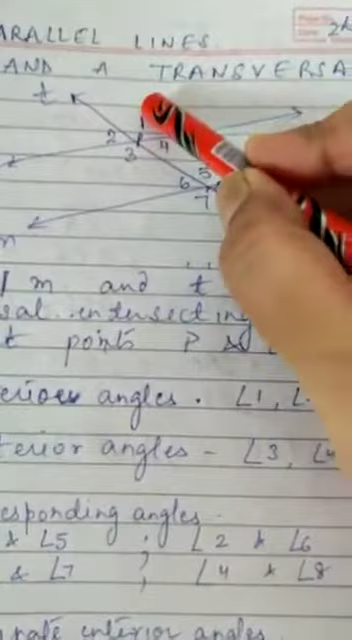 PARALLEL LINES
AND A TRANSVERSA
t
1
2
3
4
5
6
7
m and t
sal intersecting
t points P &
erior angles . ∠1, ∠
terior angles - ∠3, ∠4
esponding angles -
& ∠5 ; ∠2 & ∠6
& ∠7 ; ∠4 & ∠8
nate interior angles